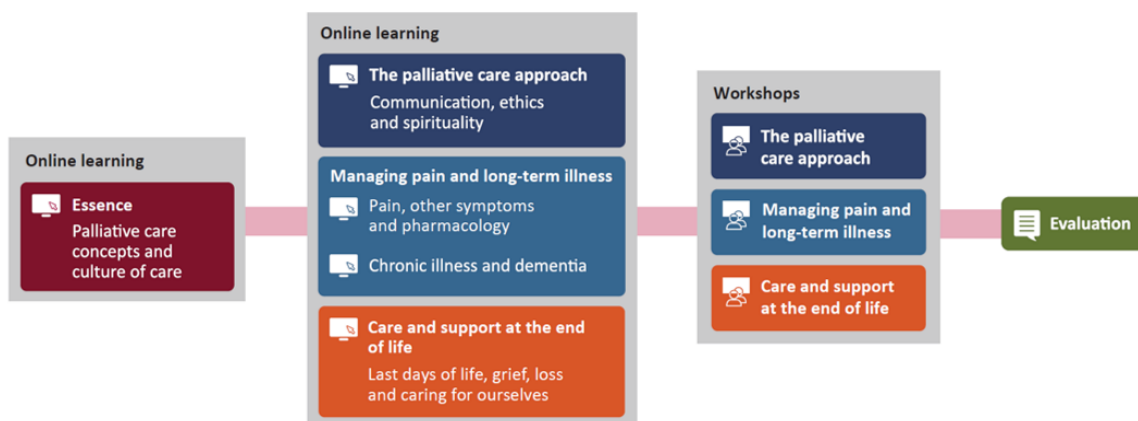 Online learning
Essence
Palliative care
concepts and
culture of care
Online learning
The palliative care approach
Communication, ethics
and spirituality
Managing pain and long-term illness
Pain, other symptoms
and pharmacology
Chronic illness and dementia
Care and support at the end
of life
Last days of life, grief, loss
and caring for ourselves
Workshops
The palliative
care approach
Managing pain and
long-term illness
Care and support
at the end of life
Evaluation